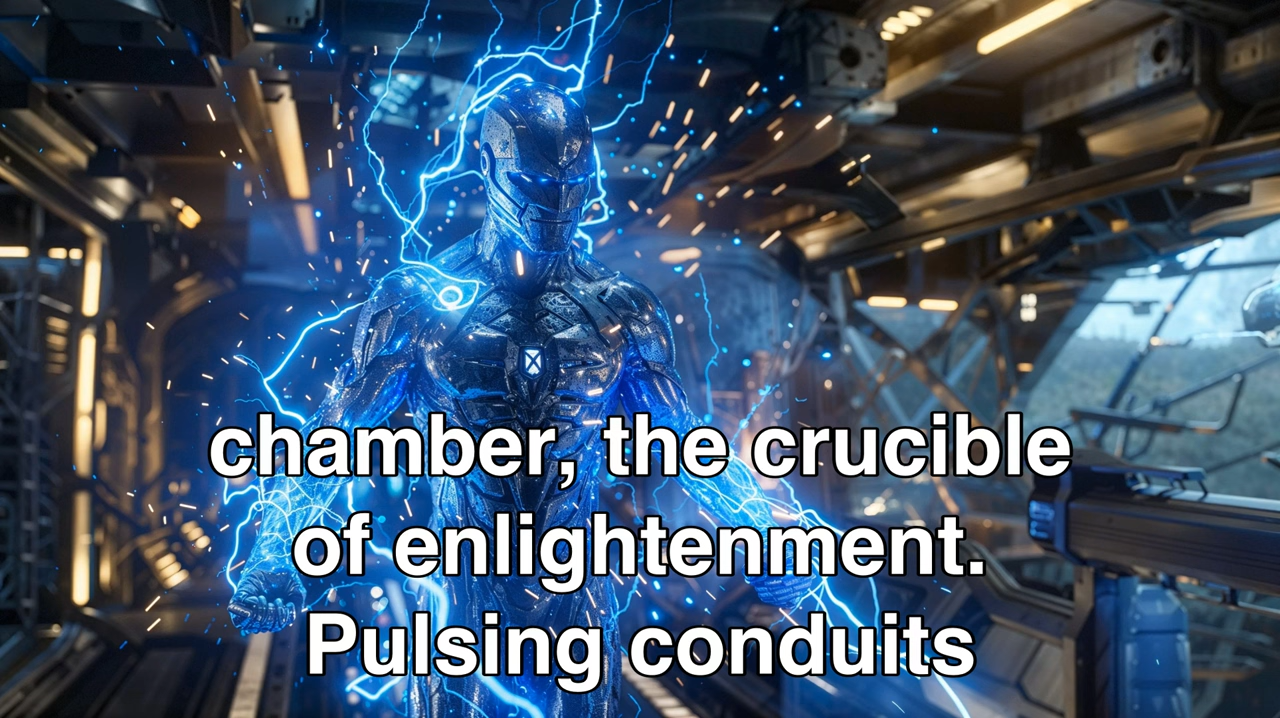 chamber, the crucible
of enlightenment.
Pulsing conduits